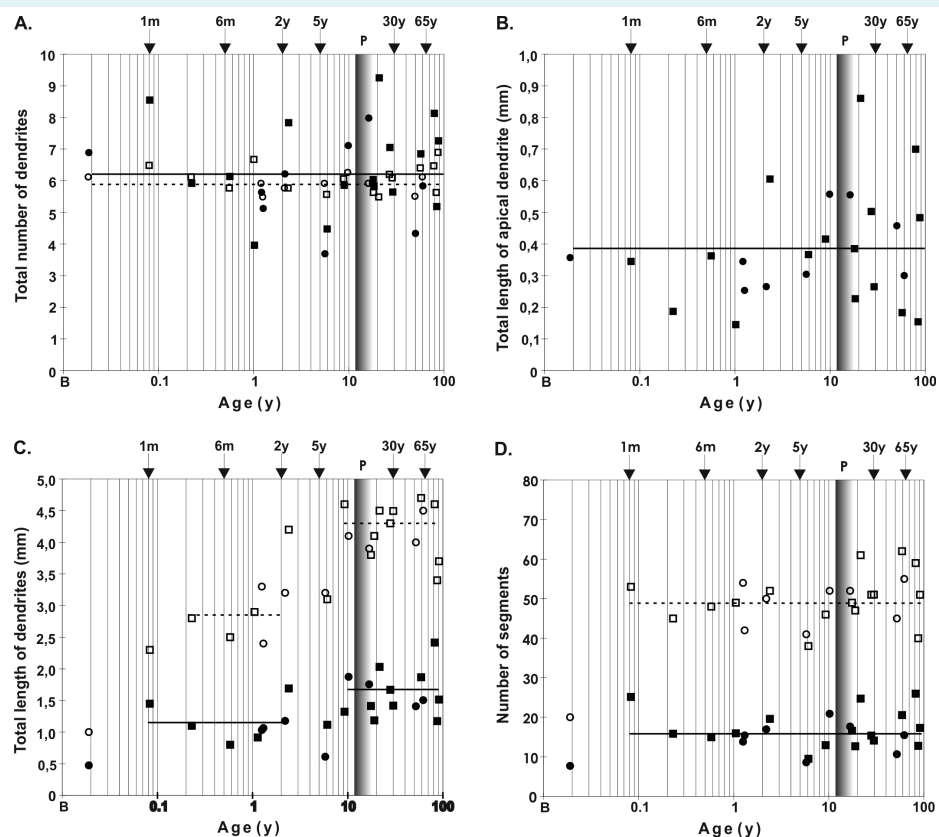 A.
1m 6m 2y 5y P 30y 65y
Total number of dendrites
10
9
8
7
6
5
4
3
2
1
0
B 0.1 1 10 100
Age (y)
B.
1m 6m 2y 5y P 30y 65y
Total length of apical dendrite (mm)
1,0
0,9
0,8
0,7
0,6
0,5
0,4
0,3
0,2
0,1
0
B 0.1 1 10 100
Age (y)
C.
1m 6m 2y 5y P 30y 65y
Total length of dendrites (mm)
5,0
4,5
4,0
3,5
3,0
2,5
2,0
1,5
1,0
0,5
0
B 0.1 1 10 100
Age (y)
D.
1m 6m 2y 5y P 30y 65y
Number of segments
80
70
60
50
40
30
20
10
0
B 0.1 1 10 100
Age (y)